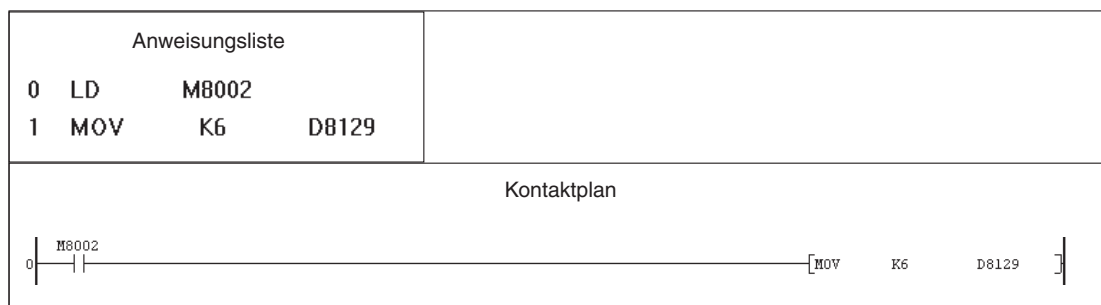 Anweisungsliste
0 LD M8002
1 MOV K6 D8129
Kontaktplan
M8002
0 MOV K6 D8129